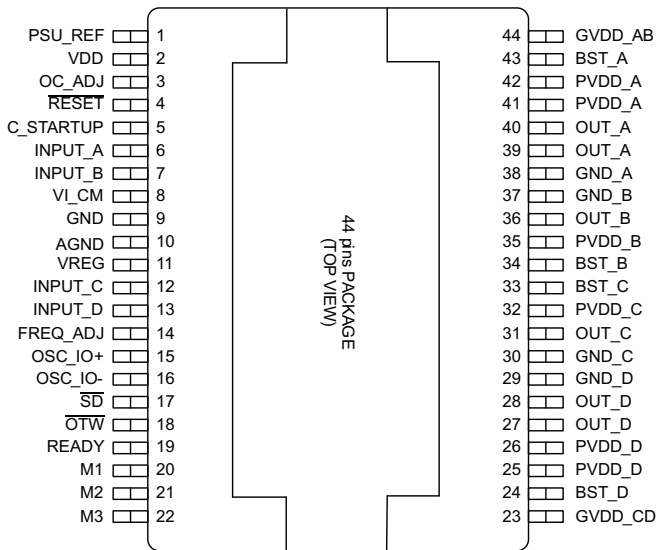 PSU_REF 1 44 GVDD_AB
VDD 2 43 BST_A
OC_ADJ 3 42 PVDD_A
RESET 4 41 PVDD_A
C_STARTUP 5 40 OUT_A
INPUT_A 6 39 OUT_A
INPUT_B 7 38 GND_A
VI_CM 8 37 GND_B
GND 9 36 OUT_B
AGND 10 35 PVDD_B
VREG 11 34 BST_B
INPUT_C 12 33 BST_C
INPUT_D 13 32 PVDD_C
FREQ_ADJ 14 31 OUT_C
OSC_IO+ 15 30 GND_C
OSC_IO- 16 29 GND_D
SD 17 28 OUT_D
OTW 18 27 OUT_D
READY 19 26 PVDD_D
M1 20 25 PVDD_D
M2 21 24 BST_D
M3 22 23 GVDD_CD
44 pins PACKAGE
(TOP VIEW)